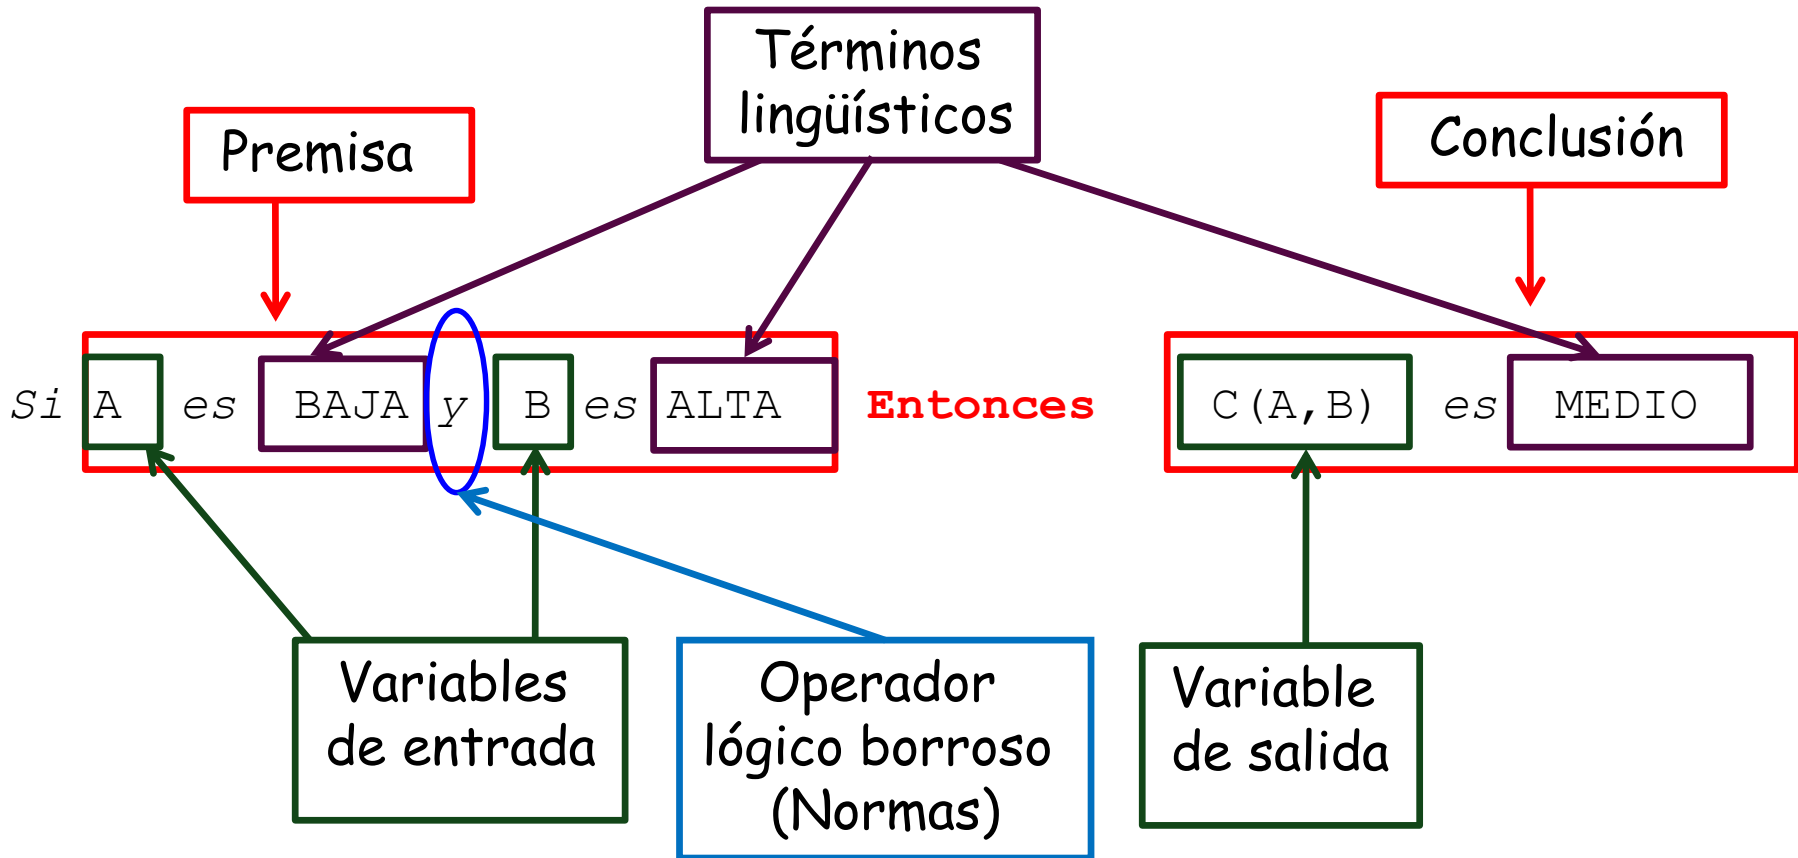 Términos
lingüísticos
Premisa
Conclusión
Si A es BAJA y B es ALTA Entonces C(A,B) es MEDIO
Variables
de entrada
Operador
lógico borroso
(Normas)
Variable
de salida